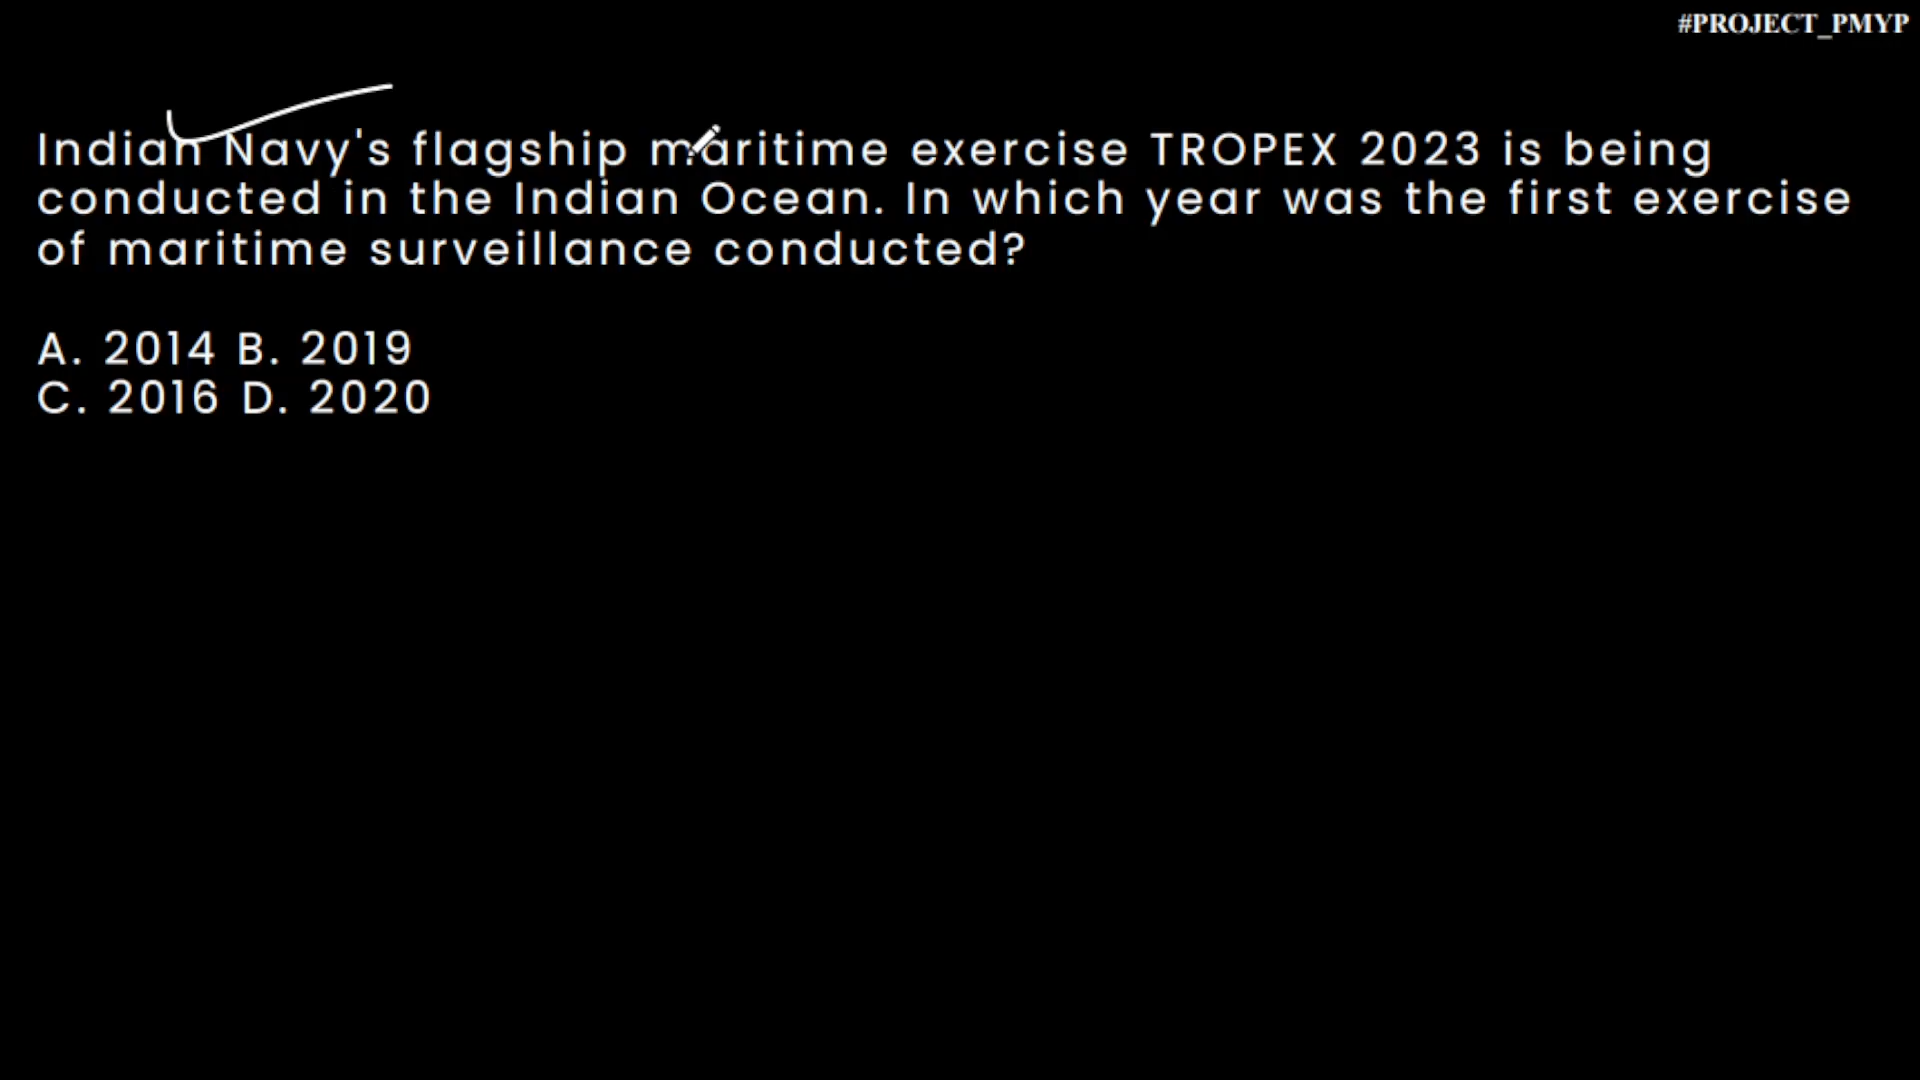 #PROJECT_PMYP
Indian Navy's flagship maritime exercise TROPEX 2023 is being
conducted in the Indian Ocean. In which year was the first exercise
of maritime surveillance conducted?
A. 2014 B. 2019
C. 2016 D. 2020